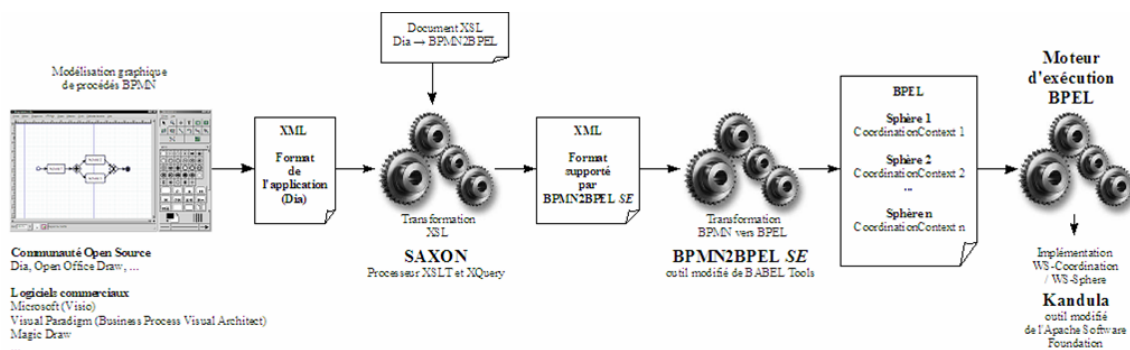 Document XSL
Dia → BPMN2BPEL
Modélisation graphique
de procédés BPMN
XML
Format
de
l'application
(Dia)
Transformation
XSL
SAXON
Processeur XSLT et XQuery
XML
Format
supporté
par
BPMN2BPEL SE
Transformation
BPMN vers BPEL
BPMN2BPEL SE
outil modifié de BABEL Tools
BPEL
Sphère 1
CoordinationContext 1
Sphère 2
CoordinationContext 2
...
Sphère n
CoordinationContext n
Moteur
d'exécution
BPEL
Implémentation
WS-Coordination
/ WS-Sphere
Kandula
outil modifié
de l'Apache Software
Foundation
Communauté Open Source
Dia, Open Office Draw, ...
Logiciels commerciaux
Microsoft (Visio)
Visual Paradigm (Business Process Visual Architect)
Magic Draw